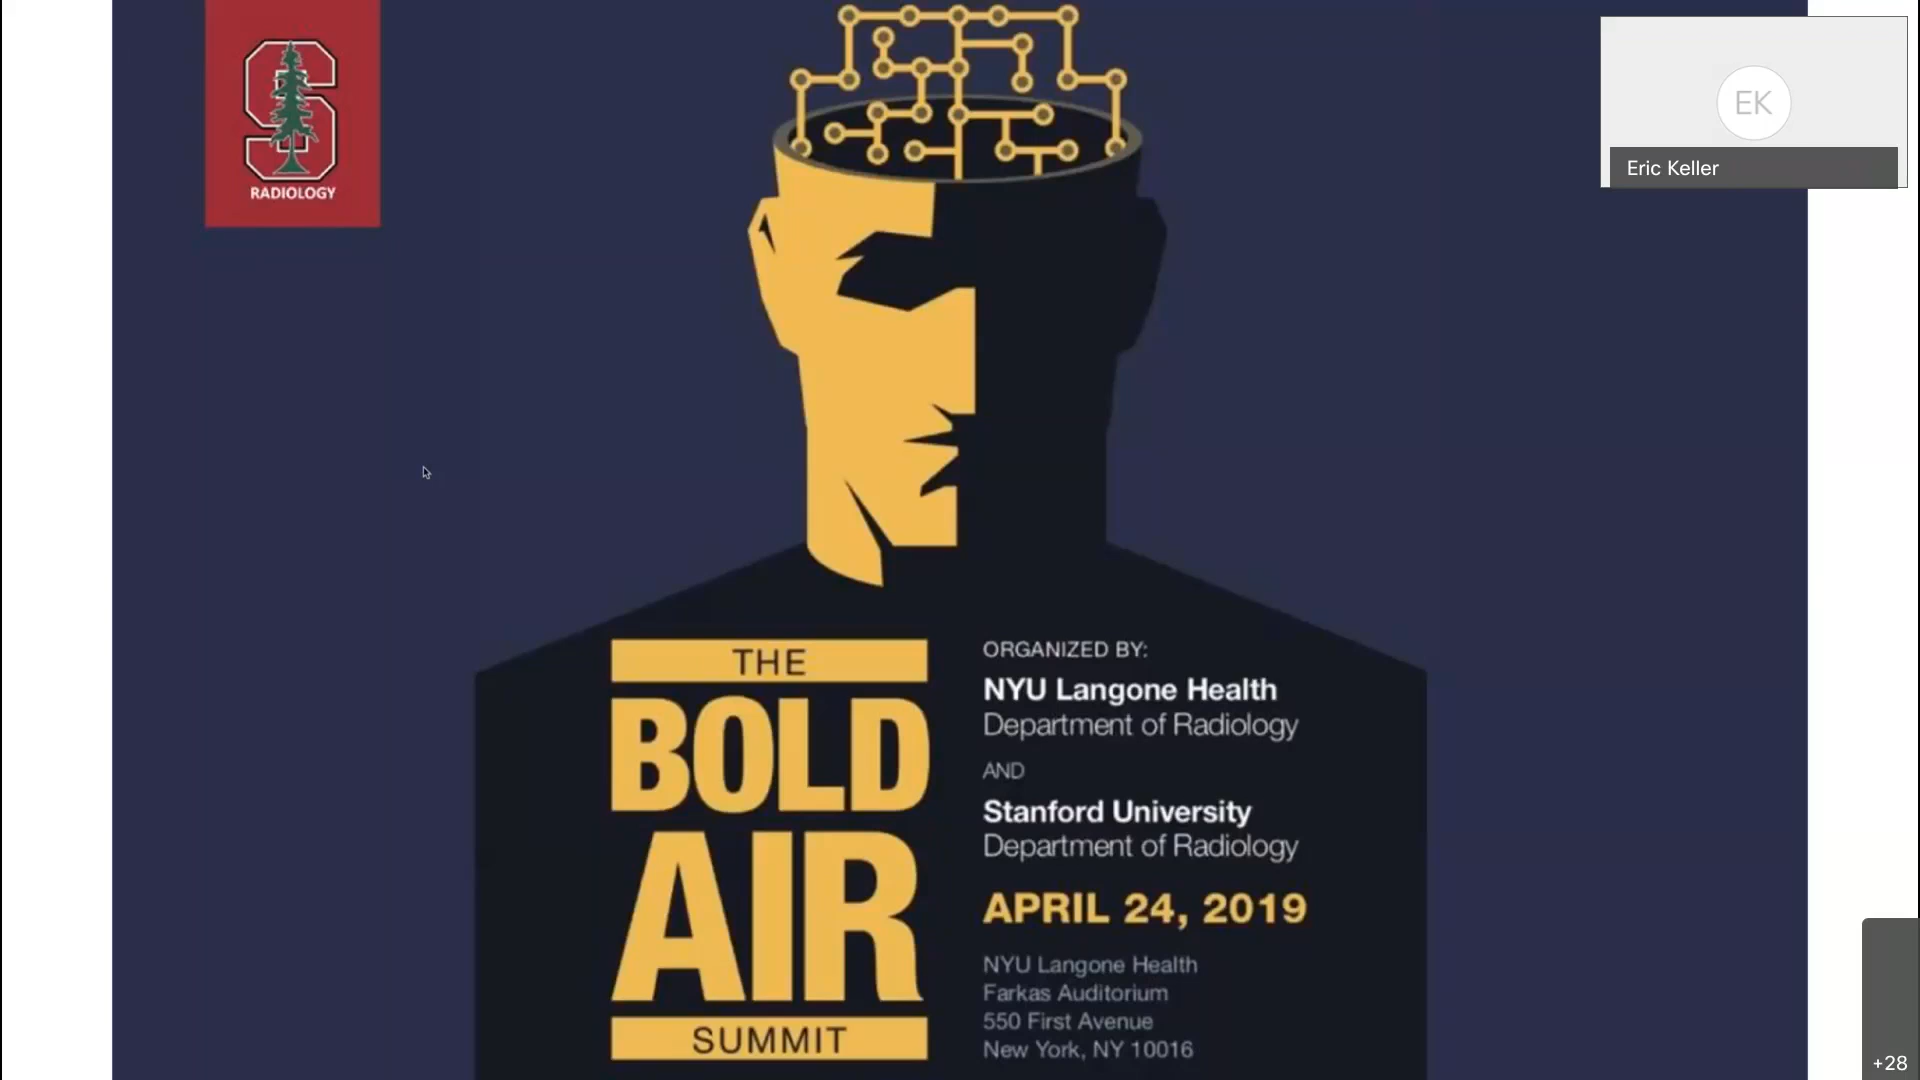 RADIOLOGY
EK
Eric Keller
THE
BOLD
AIR
SUMMIT
ORGANIZED BY:
NYU Langone Health
Department of Radiology
AND
Stanford University
Department of Radiology
APRIL 24, 2019
NYU Langone Health
Farkas Auditorium
550 First Avenue
New York, NY 10016
+28